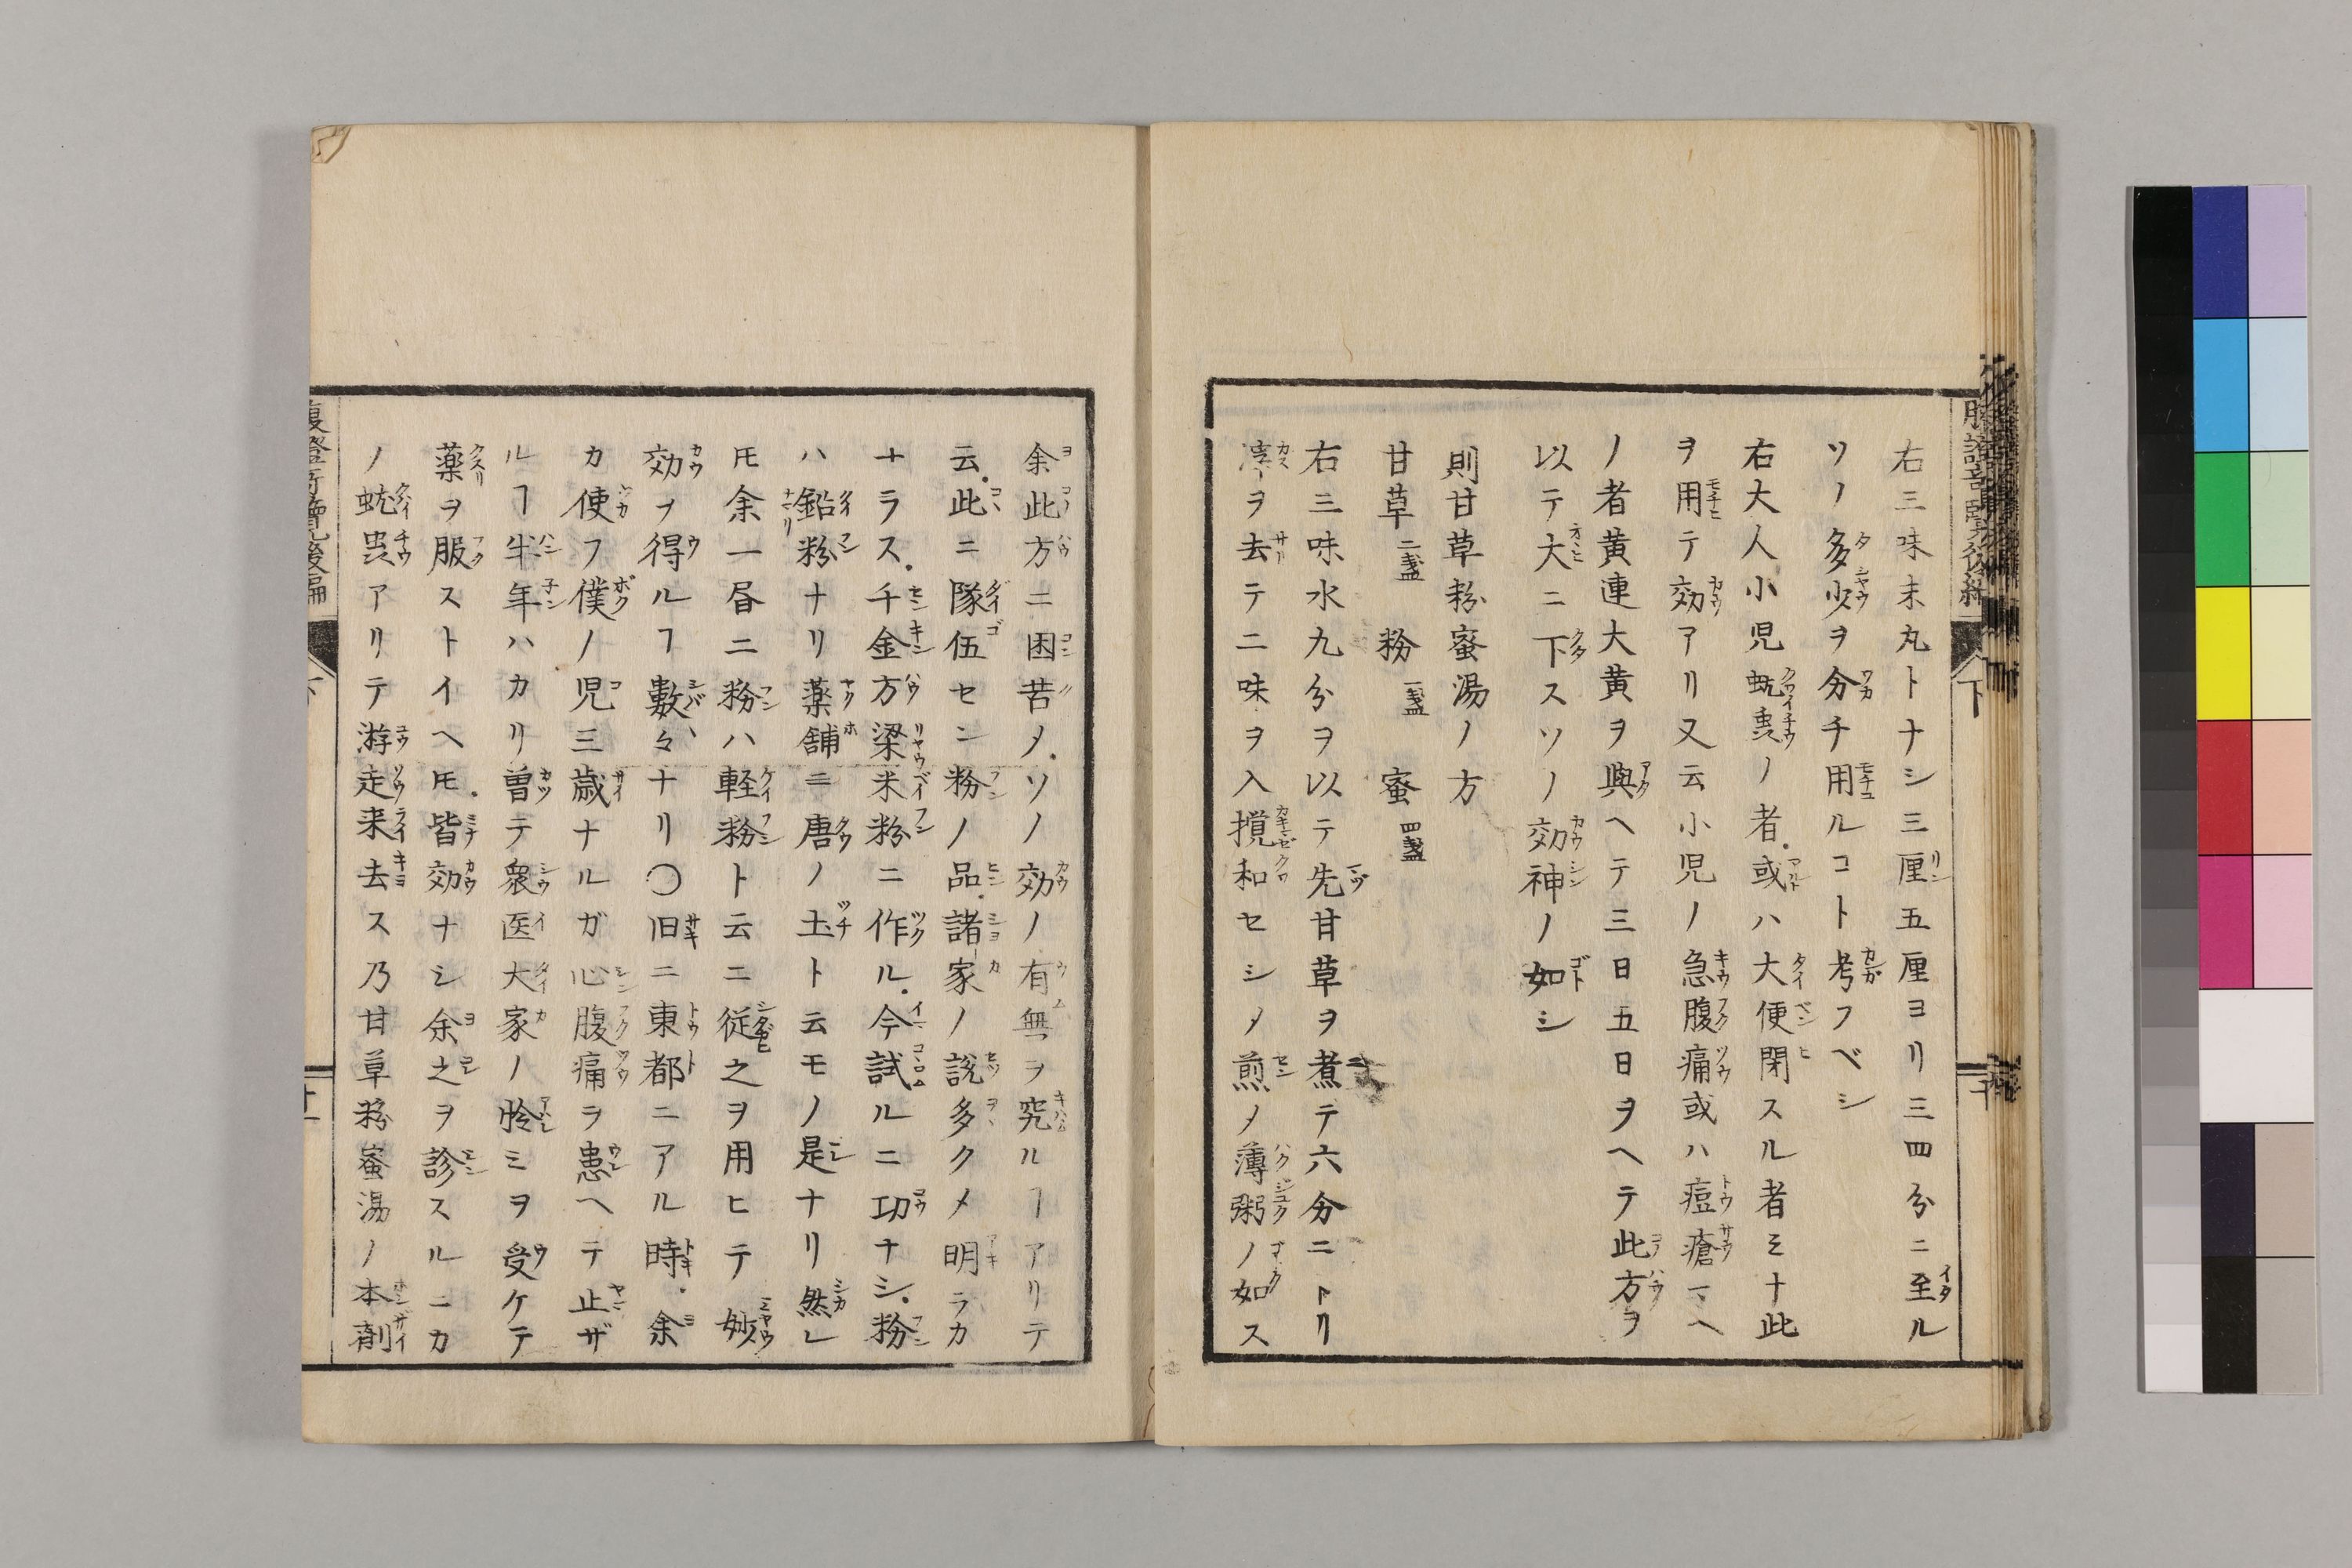 右三味末丸トナシ三厘五厘ヨリ三四分ニ至ル
ソノ多少ヲ分チ用ルコト考フベシ
右大人小児蚘虫ノ者或ハ大便閉スル者ミナ此
ヲ用テ効アリ又云小児ノ急腹痛或ハ痘瘡マヘ
ノ者黄連大黄ヲ與ヘテ三日五日ヲヘテ此方ヲ
以テ大ニ下スソノ効神ノ如シ
則甘草粉蜜湯ノ方
甘草二盞 粉一盞 蜜四盞
右三味水九分ヲ以テ先甘草ヲ煮テ六分ニトリ
滓ヲ去テ二味ヲ入攪和セシメ煎メ薄粥ノ如ス
余此方ニ困苦メソノ効ノ有無ヲ究ルヿアリテ
云此ニ隊伍セン粉ノ品諸家ノ説多クメ明ラカ
ナラス千金方粱米粉ニ作ル今試ルニ功ナシ粉
ハ鉛粉ナリ薬舗ニ唐ノ土ト云モノ是ナリ然レ
𪜈余一昏ニ粉ハ軽粉ト云ニ従之ヲ用ヒテ妙
効ヲ得ルヿ數々ナリ〇旧ニ東都ニアル時余
カ使フ僕ノ児三歳ナルガ心腹痛ヲ患ヘテ止ザ
ルヿ半年ハカリ曽テ衆医大家ノ怜ミヲ受ケテ
薬ヲ服ストイヘ𪜈皆効ナシ余之ヲ診スルニカ
ノ蚘虫アリテ游走来去ス乃甘草粉蜜湯ノ本剤